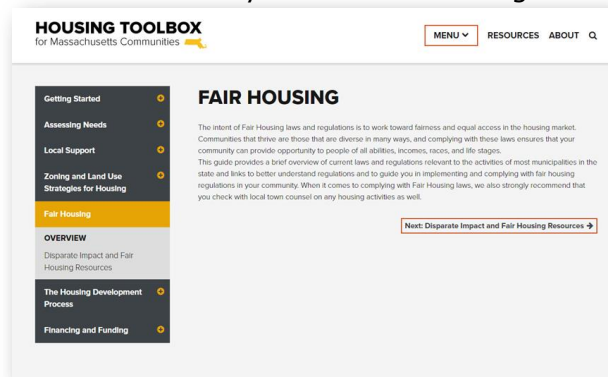 HOUSING TOOLBOX
for Massachusetts Communities
MENU
RESOURCES
ABOUT
Getting Started
Assessing Needs
Local Support
Zoning and Land Use
Strategies for Housing
Fair Housing
OVERVIEW
Disparate Impact and Fair
Housing Resources
The Housing Development
Process
Financing and Funding
FAIR HOUSING
The intent of Fair Housing laws and regulations is to work toward fairness and equal access in the housing market.
Communities that thrive are those that are diverse in many ways, and complying with these laws ensures that your
community can provide opportunity to people of all abilities, incomes, races, and life stages.
This guide provides a brief overview of current laws and regulations relevant to the activities of most municipalities in the
state and links to better understand regulations and to guide you in implementing and complying with fair housing
regulations in your community. When it comes to complying with Fair Housing laws, we also strongly recommend that
you check with local town counsel on any housing activities as well.
Next: Disparate Impact and Fair Housing Resources →